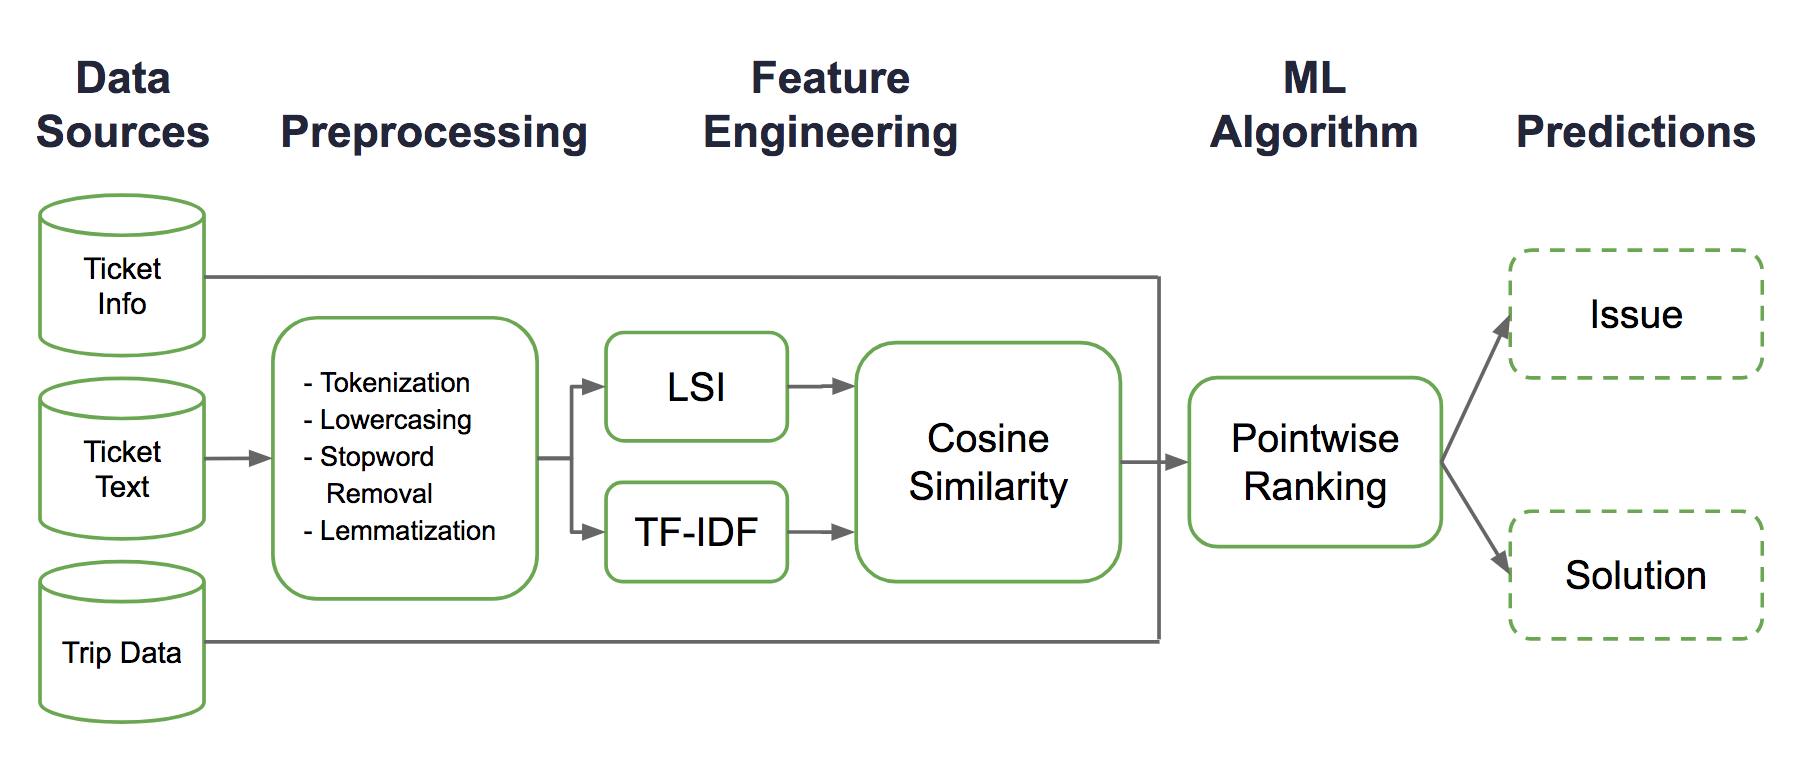 Data
Sources
Preprocessing
Feature
Engineering
ML
Algorithm
Predictions
Ticket
Info
Ticket
Text
Trip Data
- Tokenization
- Lowercasing
- Stopword
Removal
- Lemmatization
LSI
TF-IDF
Cosine
Similarity
Pointwise
Ranking
Issue
Solution